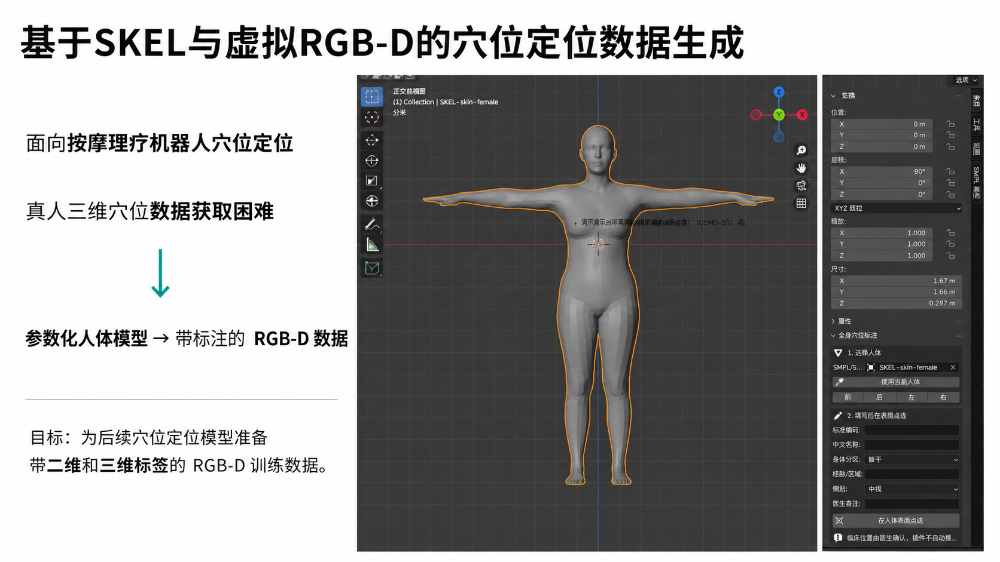 基于SKEL与虚拟RGB-D的穴位定位数据生成
面向按摩理疗机器人穴位定位
真人三维穴位数据获取困难
参数化人体模型 → 带标注的 RGB-D 数据
目标：为后续穴位定位模型准备
带二维和三维标签的 RGB-D 训练数据。
正交前视图
(1) Collection | SKEL-skin-female
分米
Z
Y
X
(DEMO-S3)
选项
变换
位置:
X 0 m
Y 0 m
Z 0 m
X 90°
Y 0°
Z 0°
XYZ 欧拉
缩放:
X 1.000
Y 1.000
Z 1.000
尺寸:
X 1.67 m
Y 1.66 m
Z 0.287 m
属性
全身穴位标注
1. 选择人体
SMPL/S... SKEL-skin-female
使用当前人体
前 后 左 右
2. 填写后在表面点选
标准编码:
中文名称:
身体分区: 躯干
经脉/区域:
侧别: 中线
医生备注:
在人体表面点选
临床位置由医生确认，插件不自动推...
工具
SMPL 模型